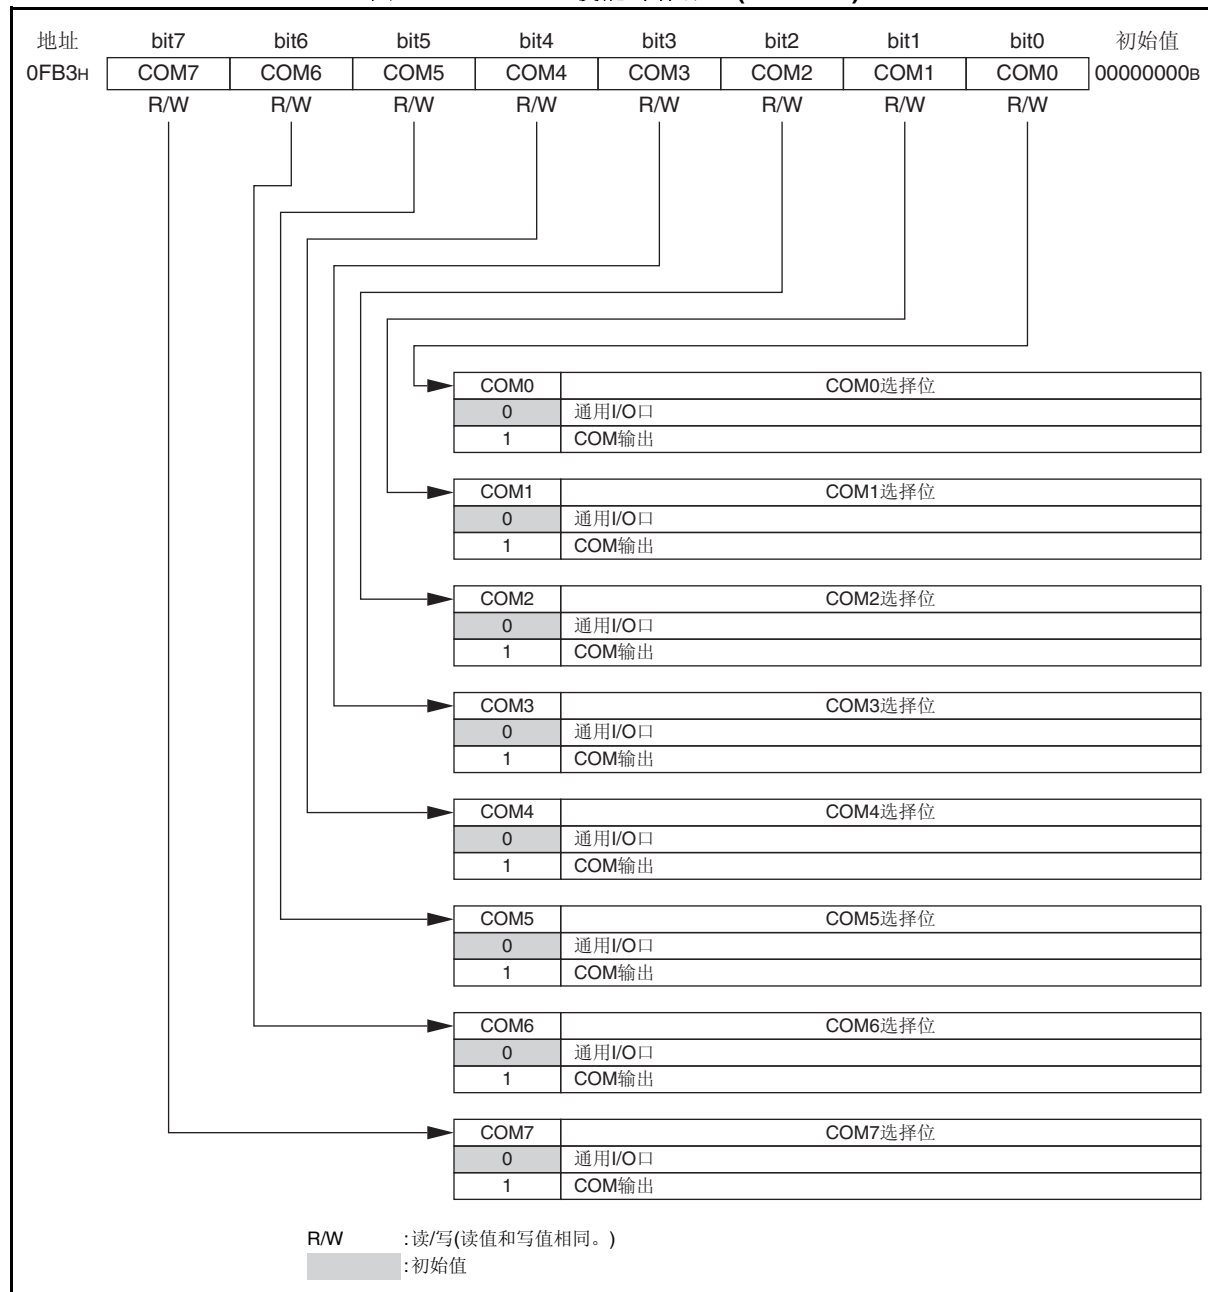 地址 bit7 bit6 bit5 bit4 bit3 bit2 bit1 bit0 初始值
0FB3H COM7 COM6 COM5 COM4 COM3 COM2 COM1 COM0 00000000B
R/W R/W R/W R/W R/W R/W R/W R/W
COM0 COM0选择位
0 通用I/O口
1 COM输出
COM1 COM1选择位
0 通用I/O口
1 COM输出
COM2 COM2选择位
0 通用I/O口
1 COM输出
COM3 COM3选择位
0 通用I/O口
1 COM输出
COM4 COM4选择位
0 通用I/O口
1 COM输出
COM5 COM5选择位
0 通用I/O口
1 COM输出
COM6 COM6选择位
0 通用I/O口
1 COM输出
COM7 COM7选择位
0 通用I/O口
1 COM输出
R/W :读/写(读值和写值相同。)
:初始值